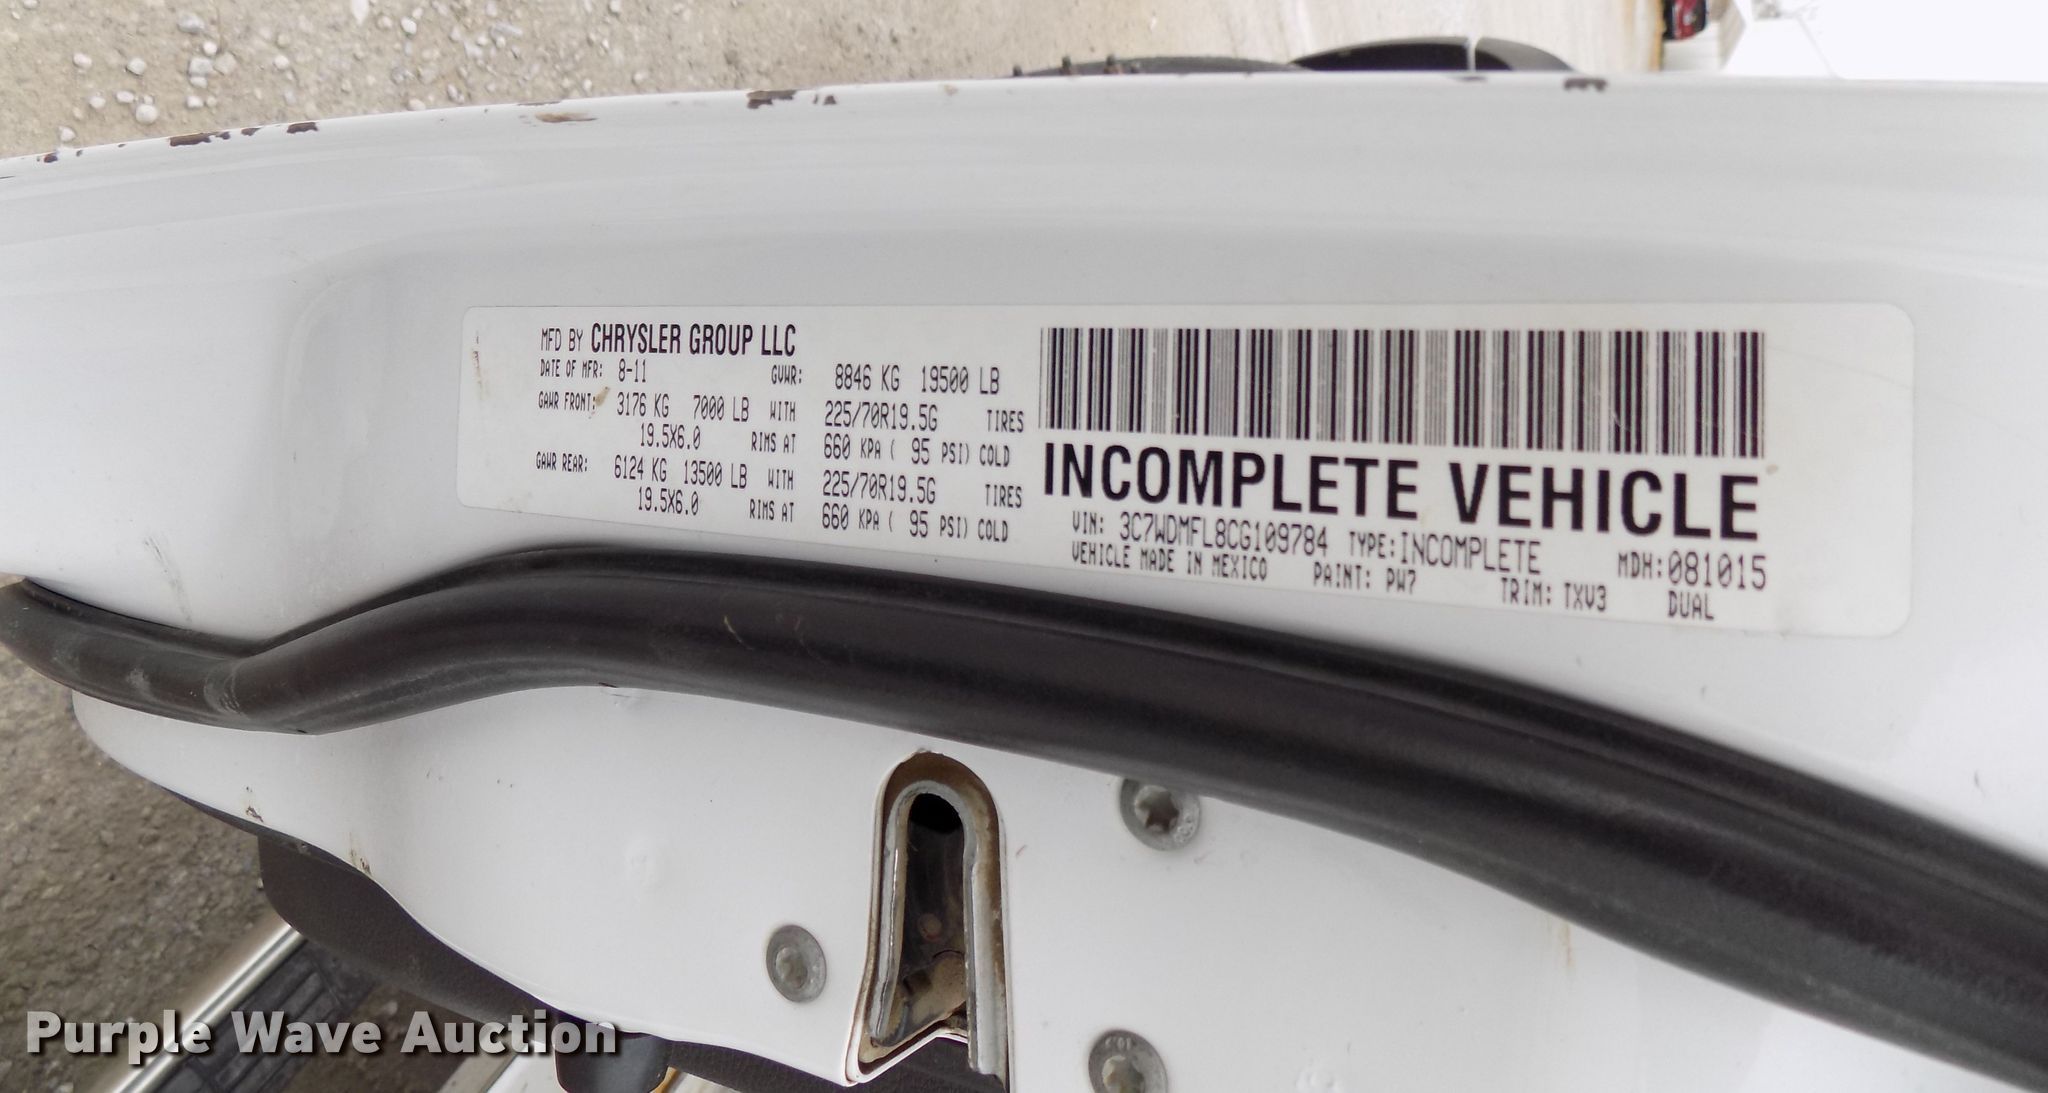 MFD BY CHRYSLER GROUP LLC
DATE OF MFR: 8-11 GVWR: 8846 KG 19500 LB
GAWR FRONT: 3176 KG 7000 LB WITH 225/70R19.5G TIRES
19.5X6.0 RIMS AT 660 KPA ( 95 PSI) COLD
GAWR REAR: 6124 KG 13500 LB WITH 225/70R19.5G TIRES
19.5X6.0 RIMS AT 660 KPA ( 95 PSI) COLD
INCOMPLETE VEHICLE
VIN: 3C7WDMFL8CG109784 TYPE:INCOMPLETE MDH:081015
VEHICLE MADE IN MEXICO PAINT: PW7 TRIM: TXV3 DUAL
Purple Wave Auction